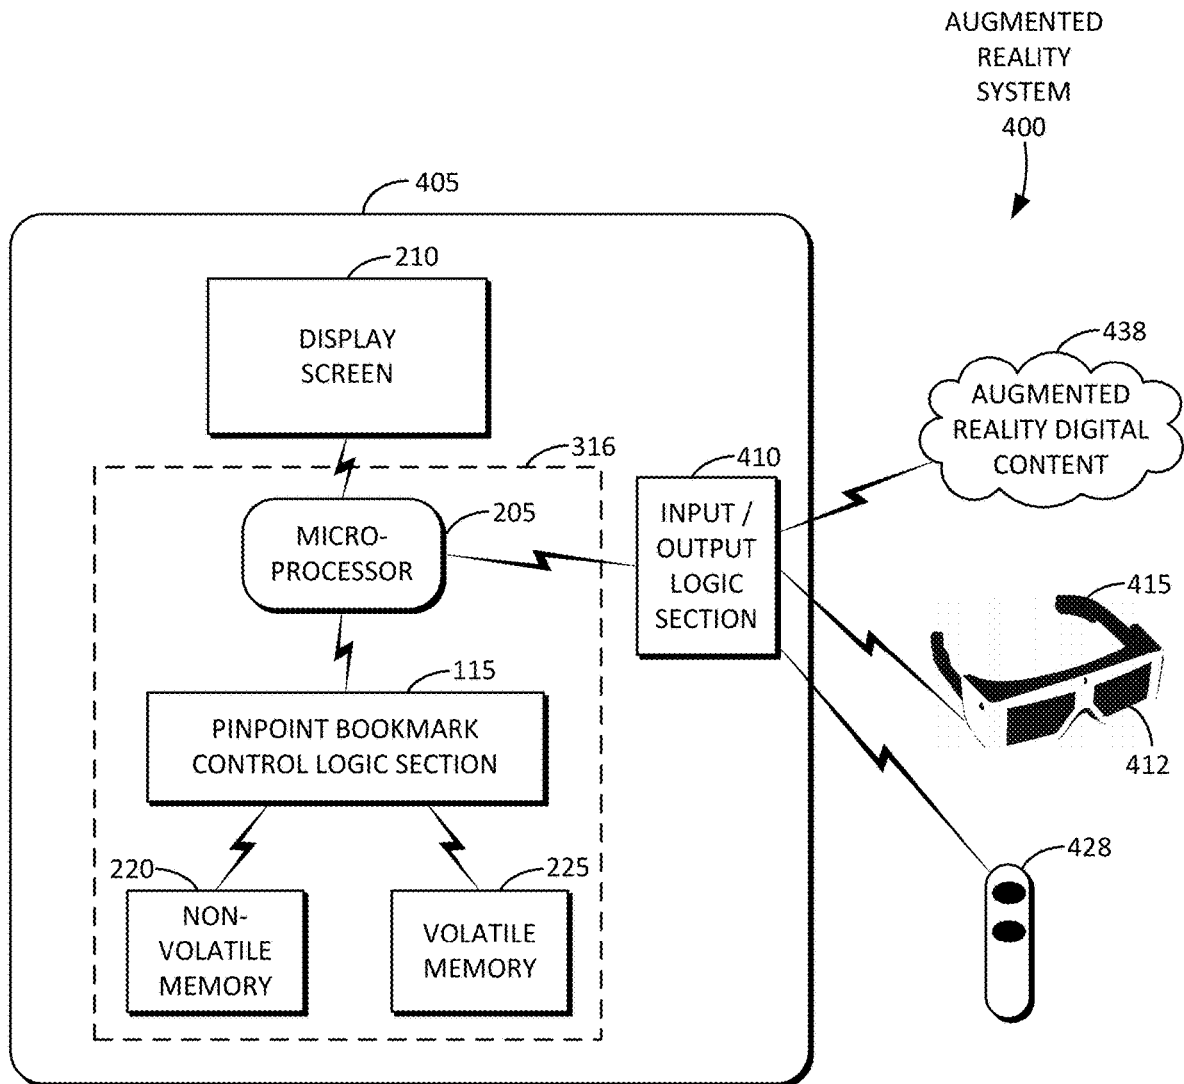 AUGMENTED
REALITY
SYSTEM
400
405
210
DISPLAY
SCREEN
438
AUGMENTED
REALITY DIGITAL
CONTENT
316
410
205
MICRO-
PROCESSOR
INPUT /
OUTPUT
LOGIC
SECTION
415
412
115
PINPOINT BOOKMARK
CONTROL LOGIC SECTION
220
NON-
VOLATILE
MEMORY
225
VOLATILE
MEMORY
428